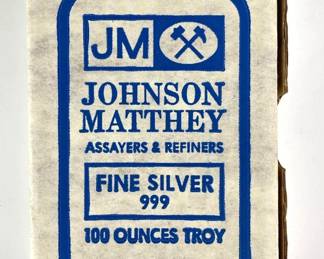 JM
JOHNSON
MATTHEY
ASSAYERS & REFINERS
FINE SILVER
999
100 OUNCES TROY